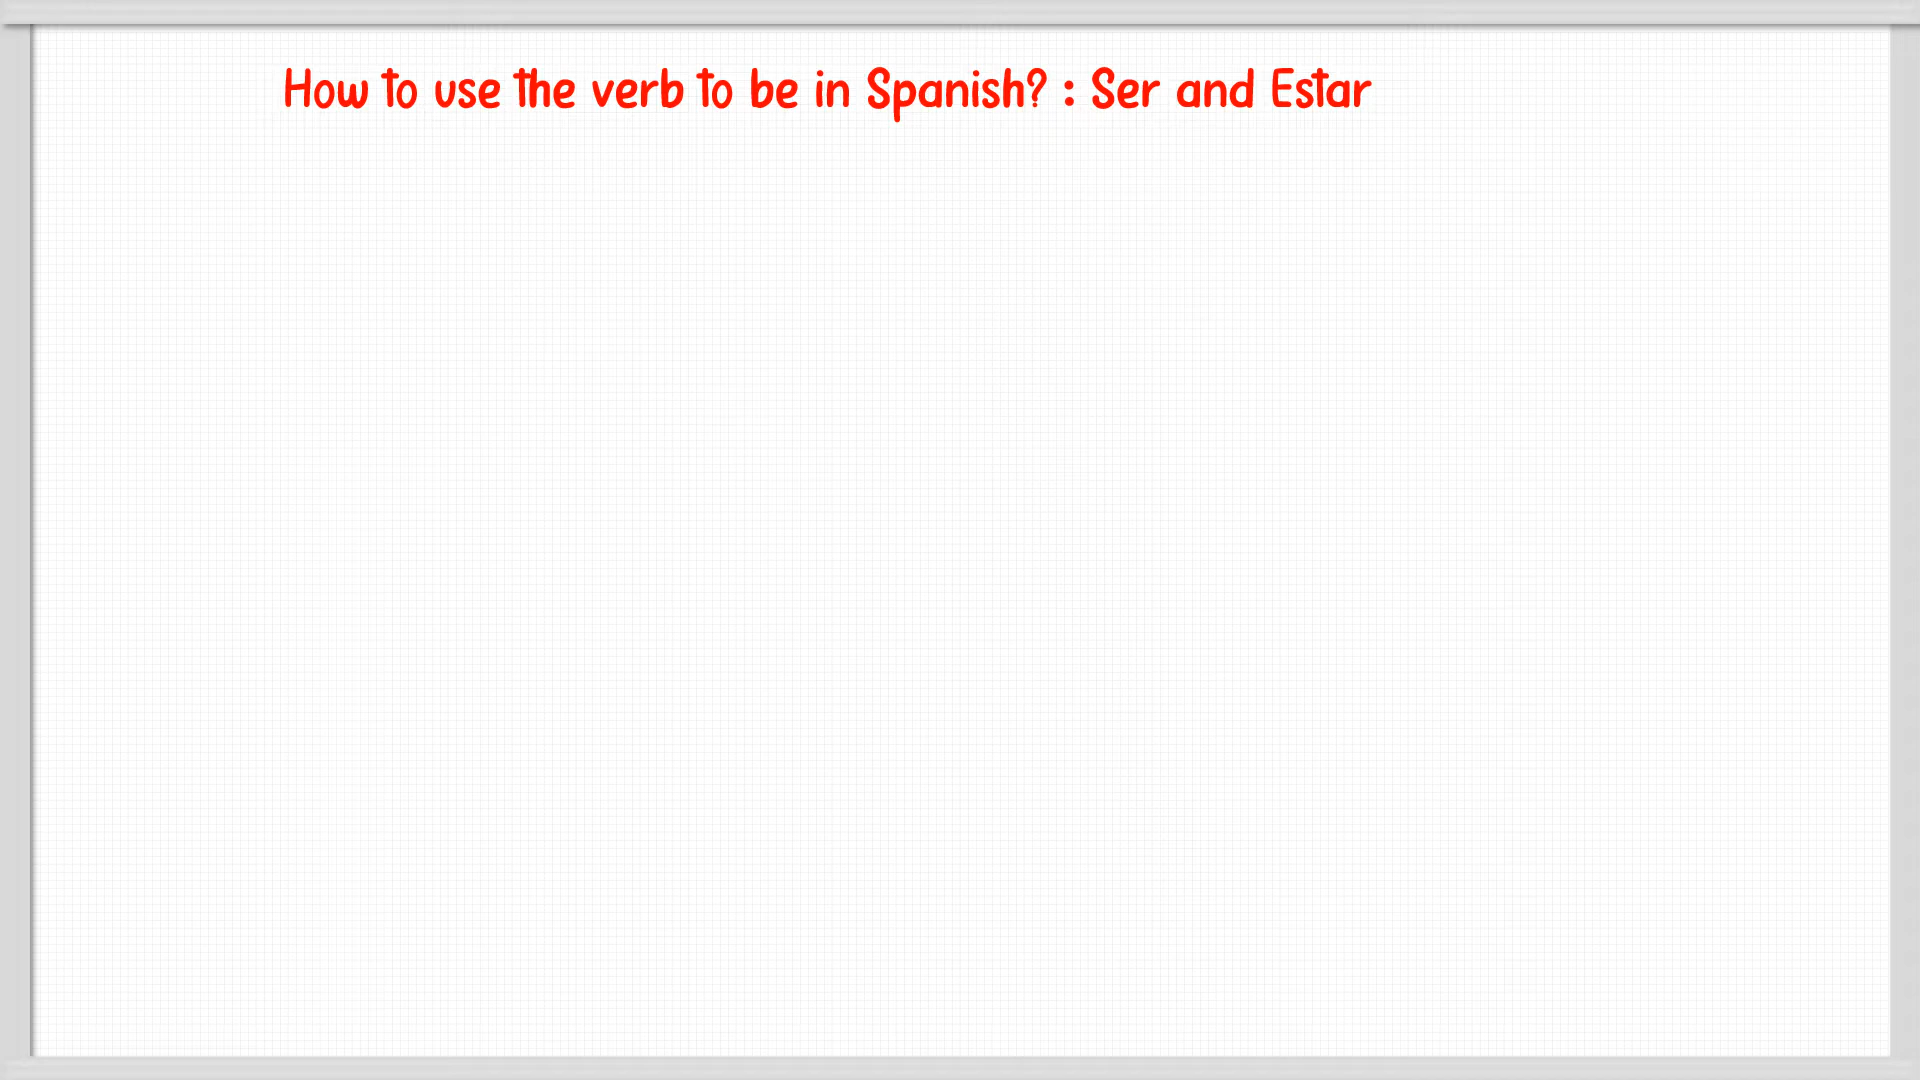 How to use the verb to be in Spanish? : Ser and Estar